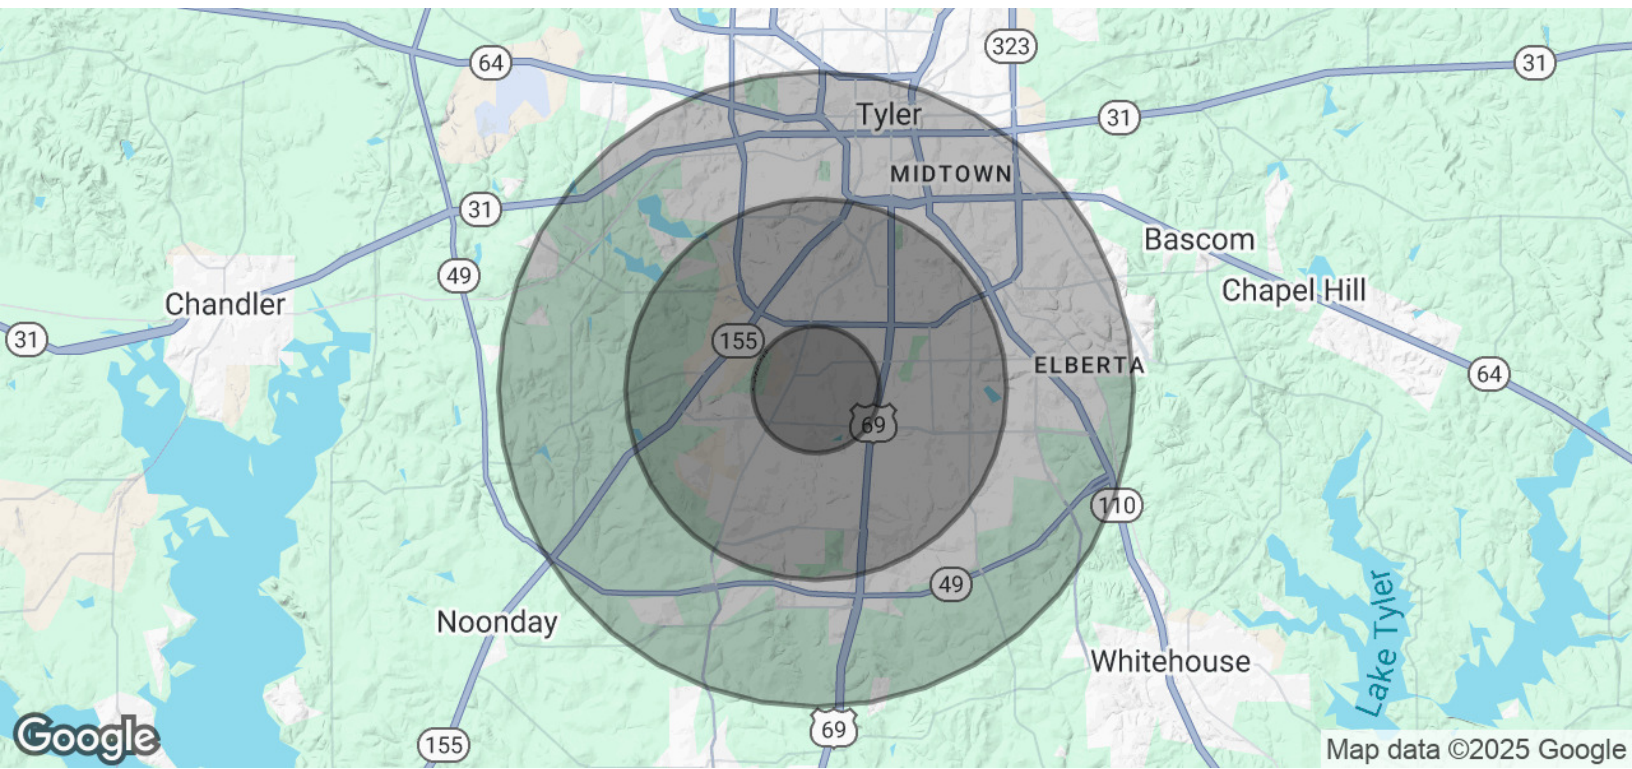 323
64
31
31
Tyler
MIDTOWN
31
Bascom
49
Chapel Hill
Chandler
31
155
ELBERTA
64
69
110
49
Lake Tyler
Noonday
Whitehouse
69
155
Google
Map data ©2025 Google